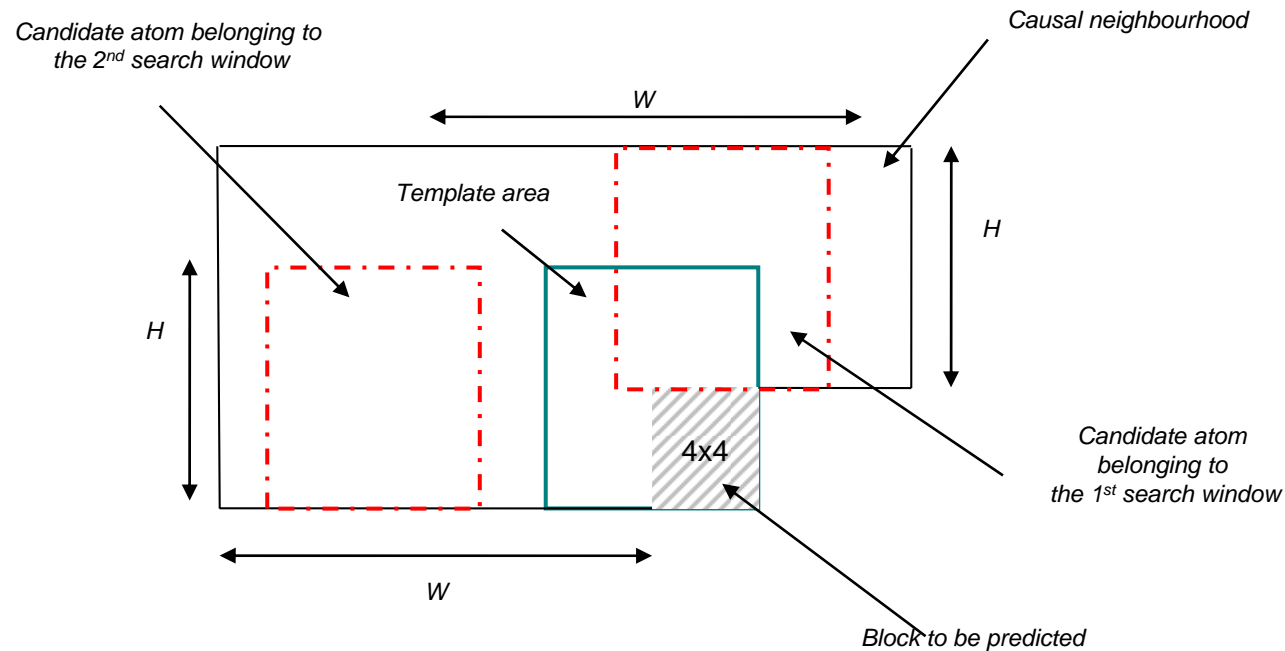 Candidate atom belonging to
the 2nd search window
Causal neighbourhood
W
Template area
H
H
4x4
Candidate atom
belonging to
the 1st search window
W
Block to be predicted